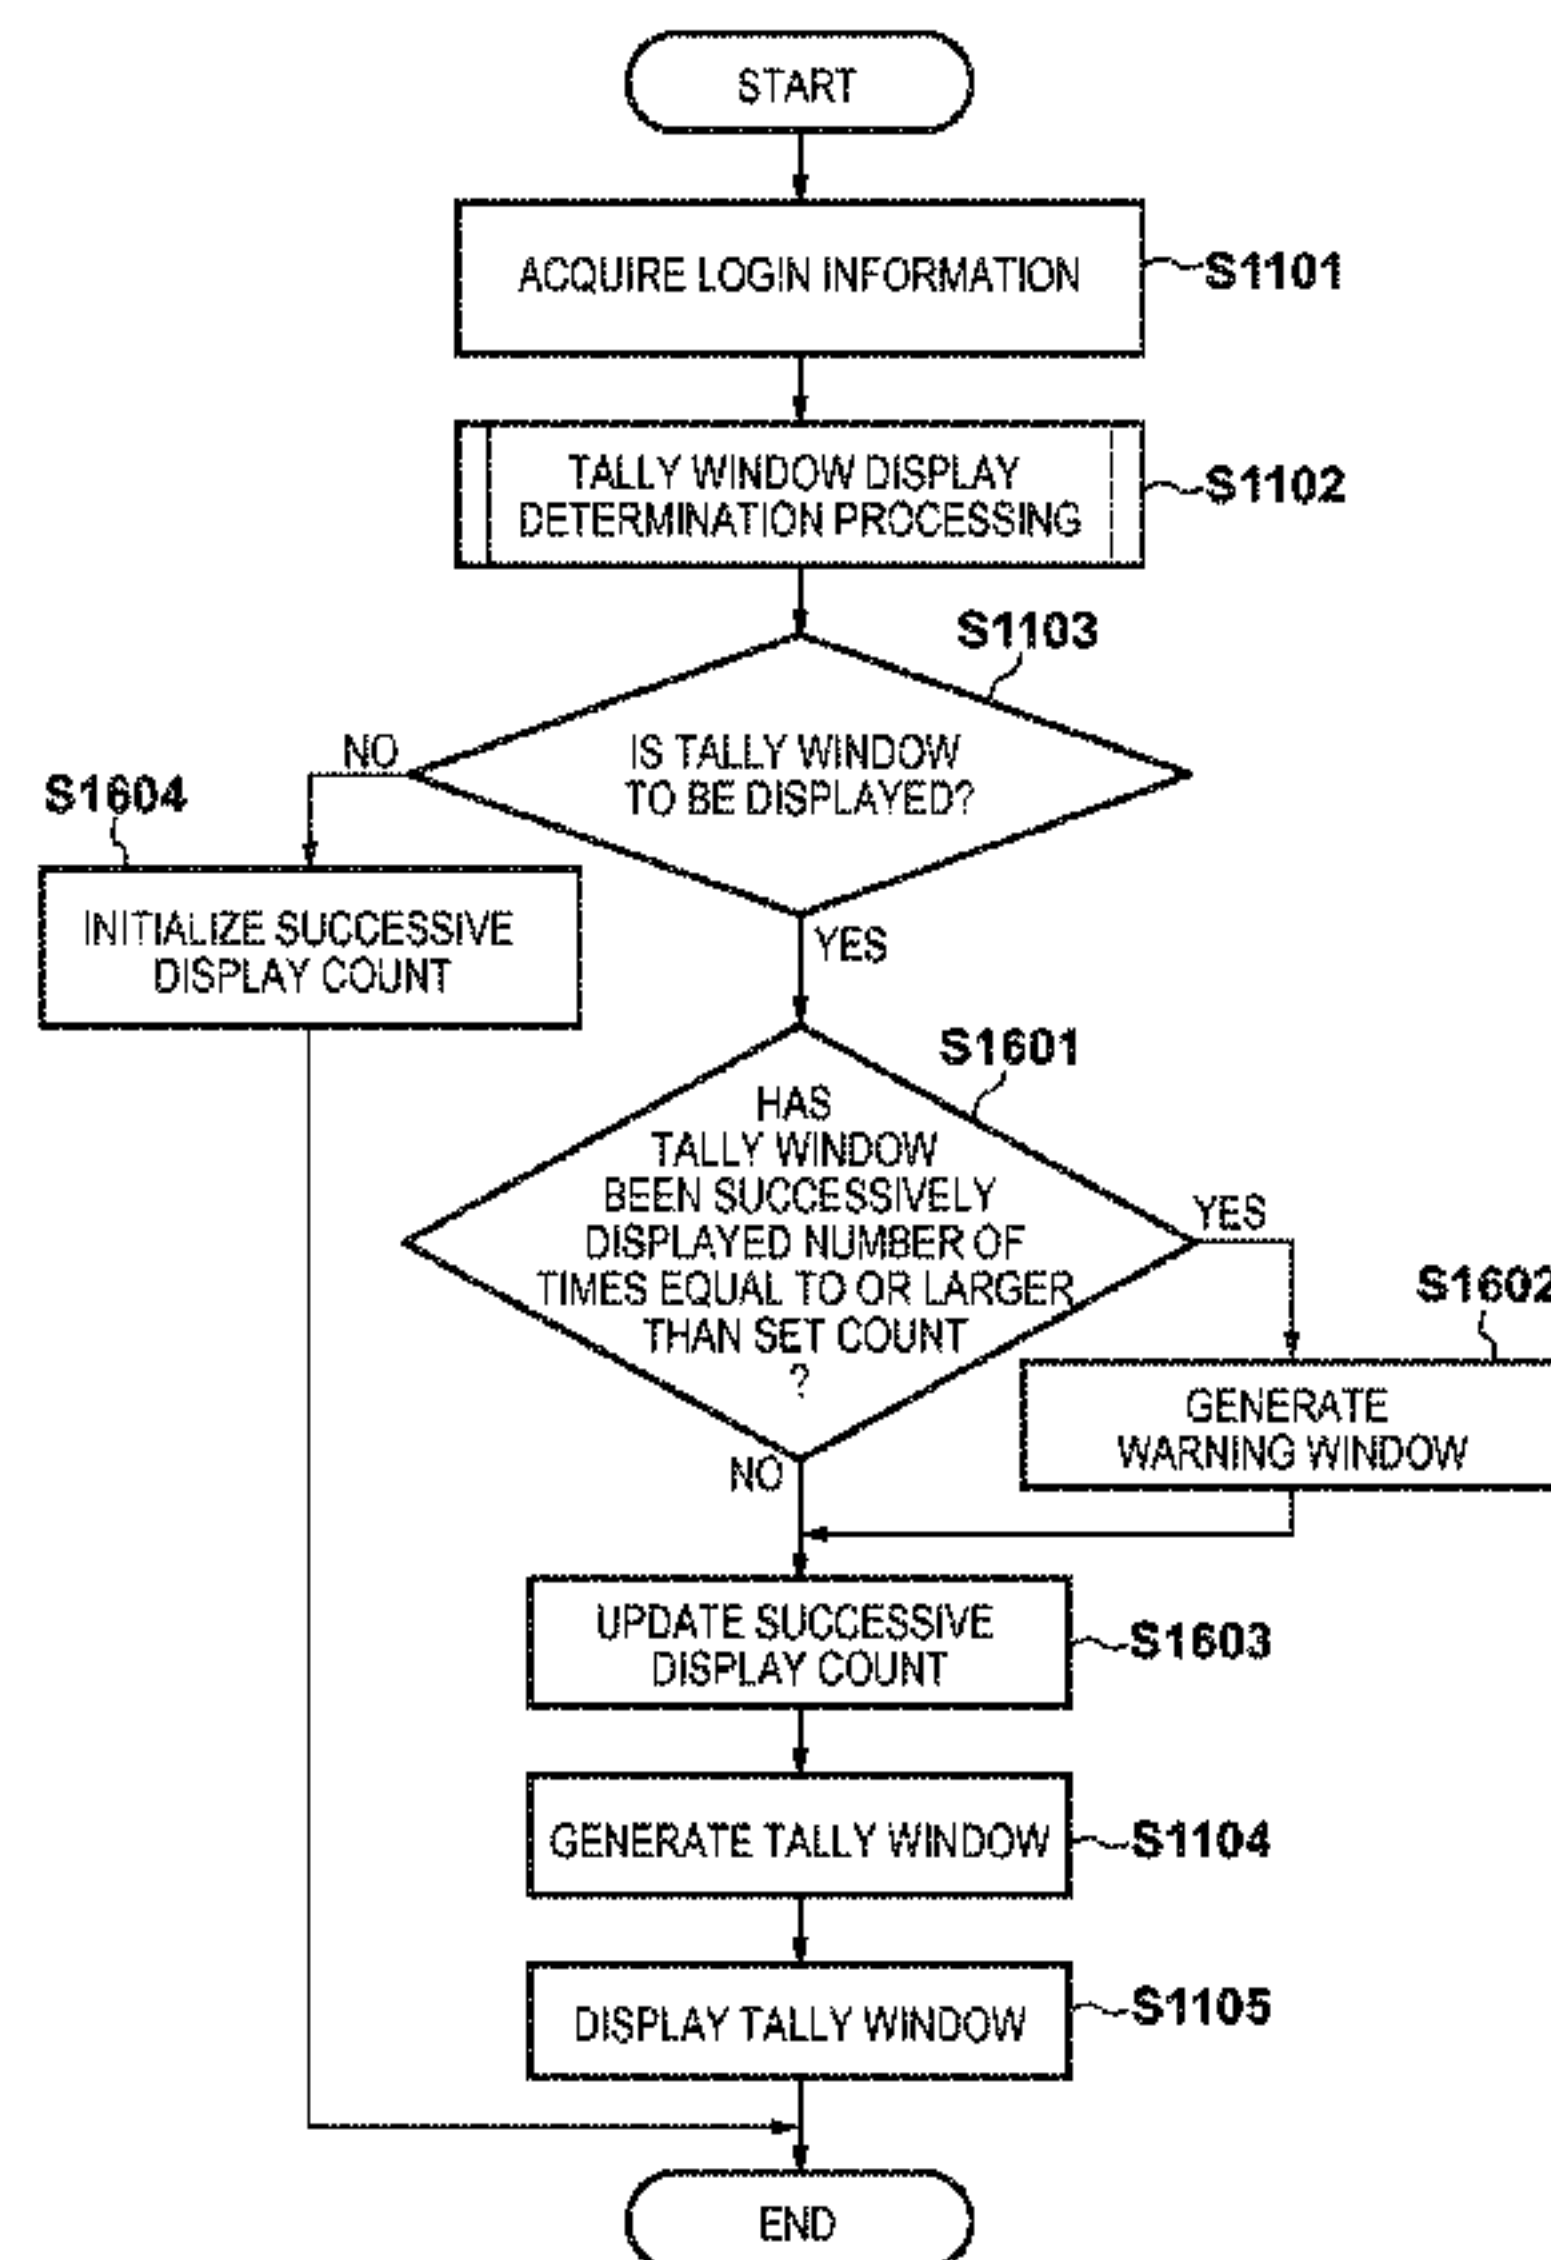 START
ACQUIRE LOGIN INFORMATION
S1101
TALLY WINDOW DISPLAY
DETERMINATION PROCESSING
S1102
S1103
IS TALLY WINDOW
TO BE DISPLAYED?
NO
S1604
INITIALIZE SUCCESSIVE
DISPLAY COUNT
YES
S1601
HAS
TALLY WINDOW
BEEN SUCCESSIVELY
DISPLAYED NUMBER OF
TIMES EQUAL TO OR LARGER
THAN SET COUNT
?
YES
S1602
GENERATE
WARNING WINDOW
NO
UPDATE SUCCESSIVE
DISPLAY COUNT
S1603
GENERATE TALLY WINDOW
S1104
DISPLAY TALLY WINDOW
S1105
END